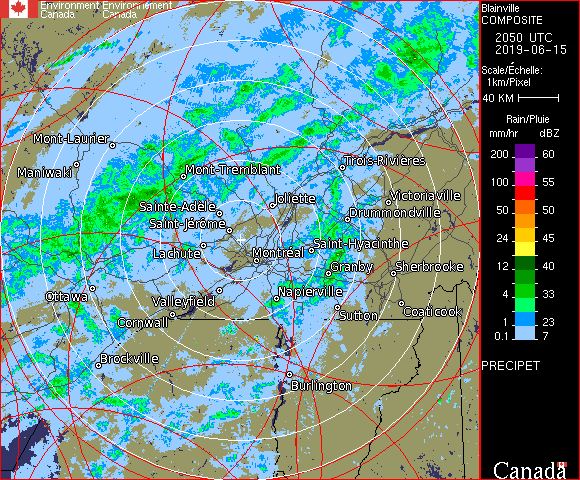 Environment Environnement
Canada Canada
Blainville
COMPOSITE
2050 UTC
2019-06-15
Scale/Échelle:
1km/Pixel
40 KM
Rain/Pluie
mm/hr dBZ
200 60
100 55
50 50
24 45
12 40
4 33
1 23
0.1 7
PRECIPET
Mont-Laurier
Maniwaki
Mont-Tremblant
Trois-Rivières
Sainte-Adèle
Joliette
Victoriaville
Drummondville
Saint-Jérôme
Lachute
Montréal
Saint-Hyacinthe
Granby
Sherbrooke
Ottawa
Valleyfield
Napierville
Cornwall
Sutton
Coaticook
Brockville
Burlington
Canada